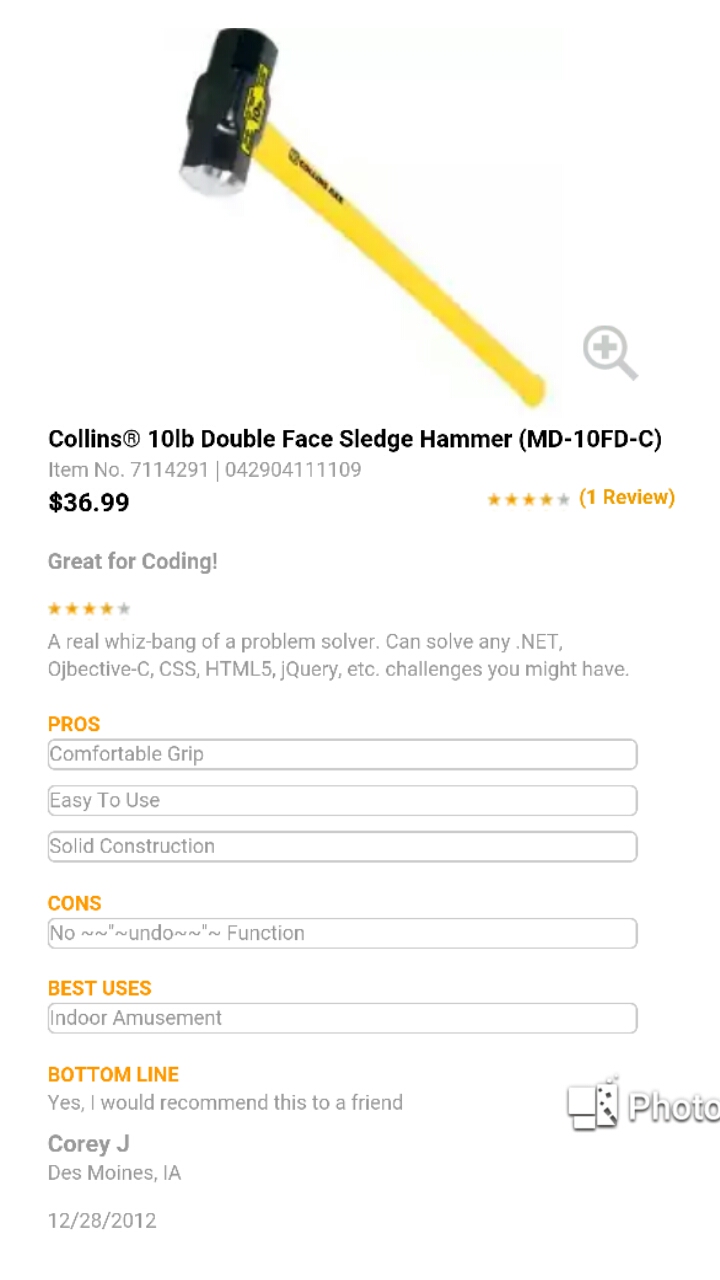 10
COLLINS AXE
Collins® 10lb Double Face Sledge Hammer (MD-10FD-C)
Item No. 7114291 | 042904111109
$36.99
(1 Review)
Great for Coding!
A real whiz-bang of a problem solver. Can solve any .NET,
Ojbective-C, CSS, HTML5, jQuery, etc. challenges you might have.
PROS
Comfortable Grip
Easy To Use
Solid Construction
CONS
No ~~"~undo~~"~ Function
BEST USES
Indoor Amusement
BOTTOM LINE
Yes, I would recommend this to a friend
Photo
Corey J
Des Moines, IA
12/28/2012